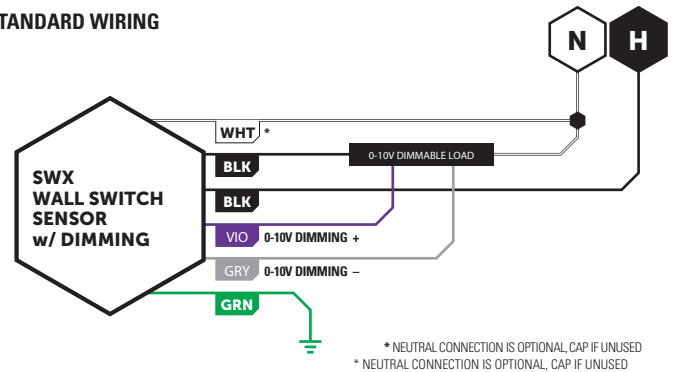 TANDARD WIRING
N H
WHT *
BLK
0-10V DIMMABLE LOAD
SWX
WALL SWITCH
SENSOR
w/ DIMMING
BLK
VIO 0-10V DIMMING +
GRY 0-10V DIMMING –
GRN
* NEUTRAL CONNECTION IS OPTIONAL, CAP IF UNUSED
* NEUTRAL CONNECTION IS OPTIONAL, CAP IF UNUSED